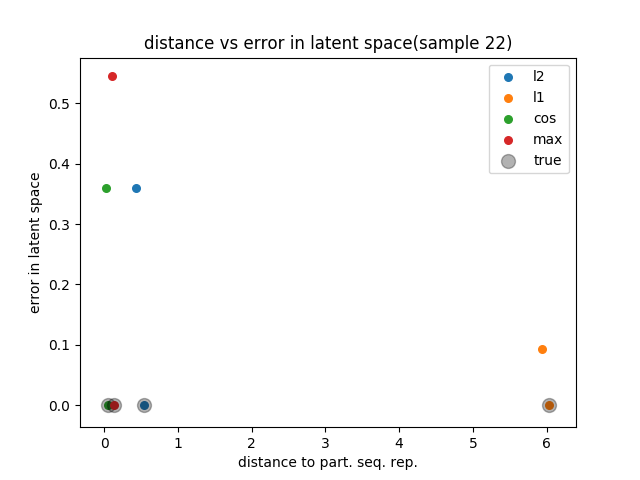 distance vs error in latent space(sample 22)
l2
l1
cos
max
true
0.5
0.4
0.3
0.2
0.1
0.0
error in latent space
0 1 2 3 4 5 6
distance to part. seq. rep.